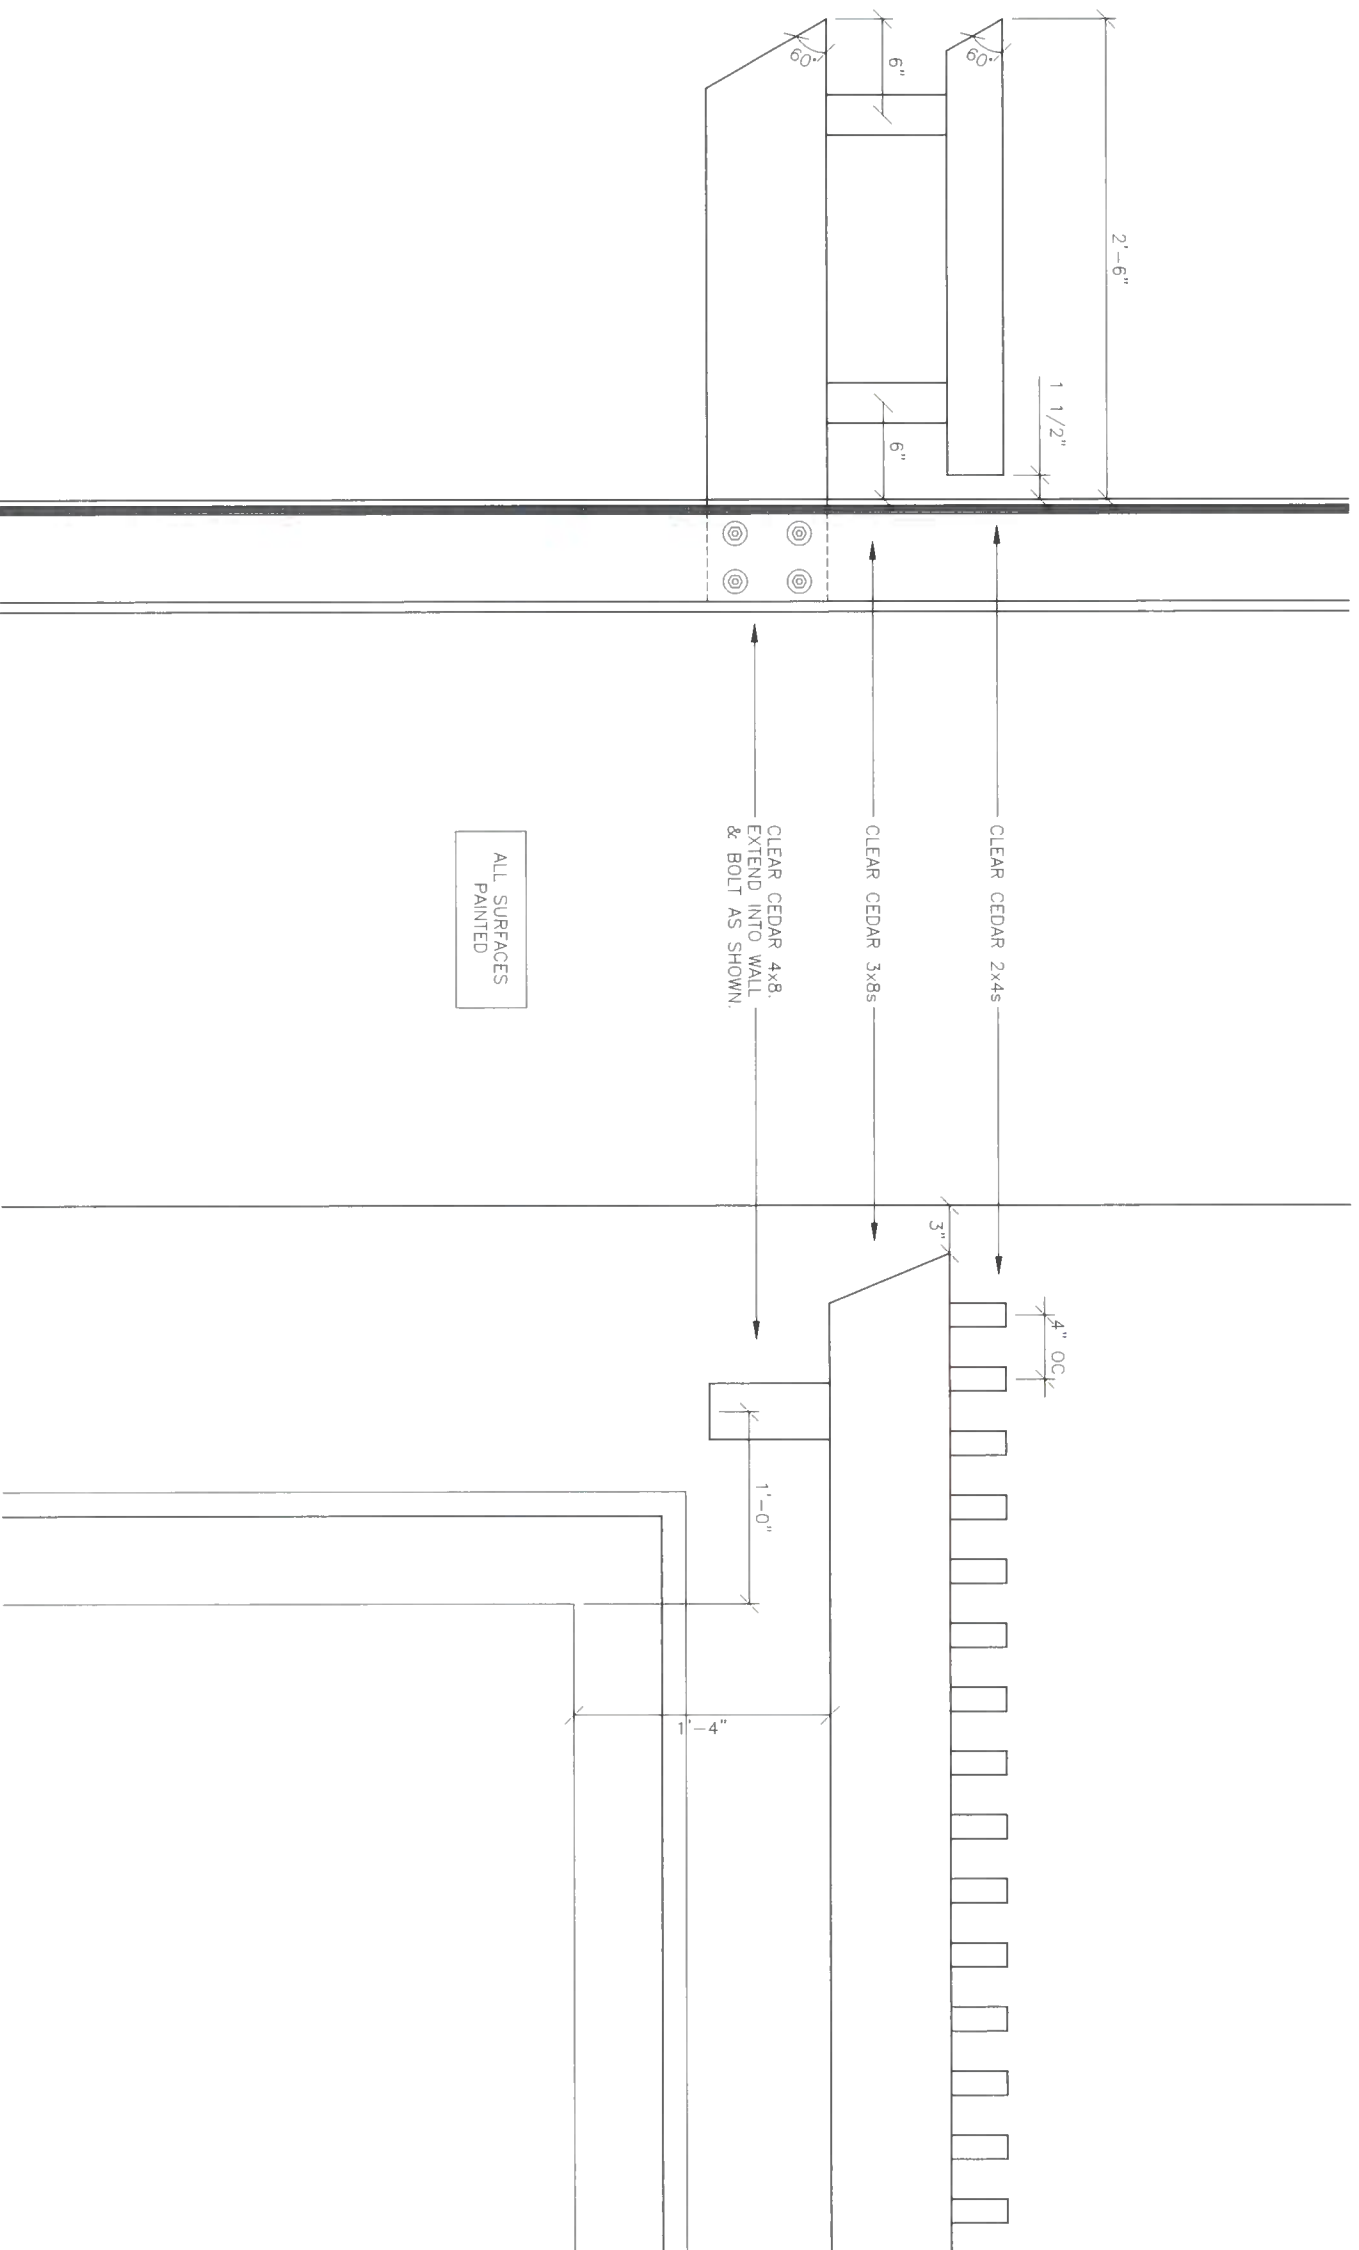 2'-6"
1 1/2"
60°
60°
6"
6"
CLEAR CEDAR 2x4s
CLEAR CEDAR 3x8s
CLEAR CEDAR 4x8.
EXTEND INTO WALL
& BOLT AS SHOWN.
ALL SURFACES
PAINTED
4" OC
3"
1'-0"
1'-4"